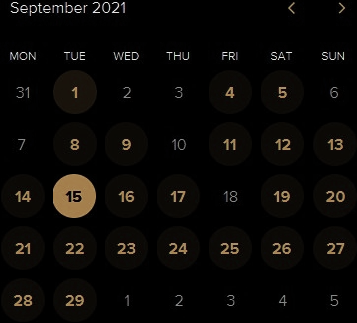 September 2021
MON TUE WED THU FRI SAT SUN
31 1 2 3 4 5 6
7 8 9 10 11 12 13
14 15 16 17 18 19 20
21 22 23 24 25 26 27
28 29 1 2 3 4 5